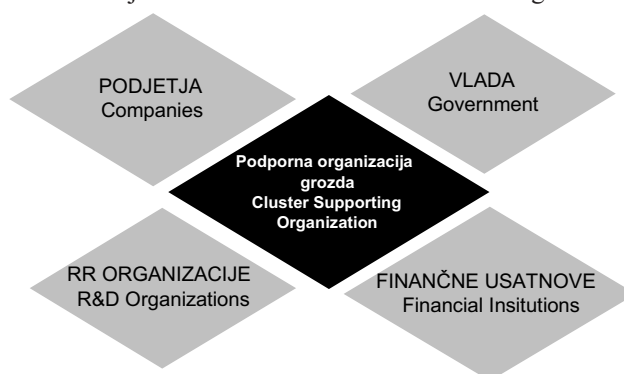 PODJETJA
Companies
VLADA
Government
Podporna organizacija
grozda
Cluster Supporting
Organization
RR ORGANIZACIJE
R&D Organizations
FINANČNE USATNOVE
Financial Insitutions